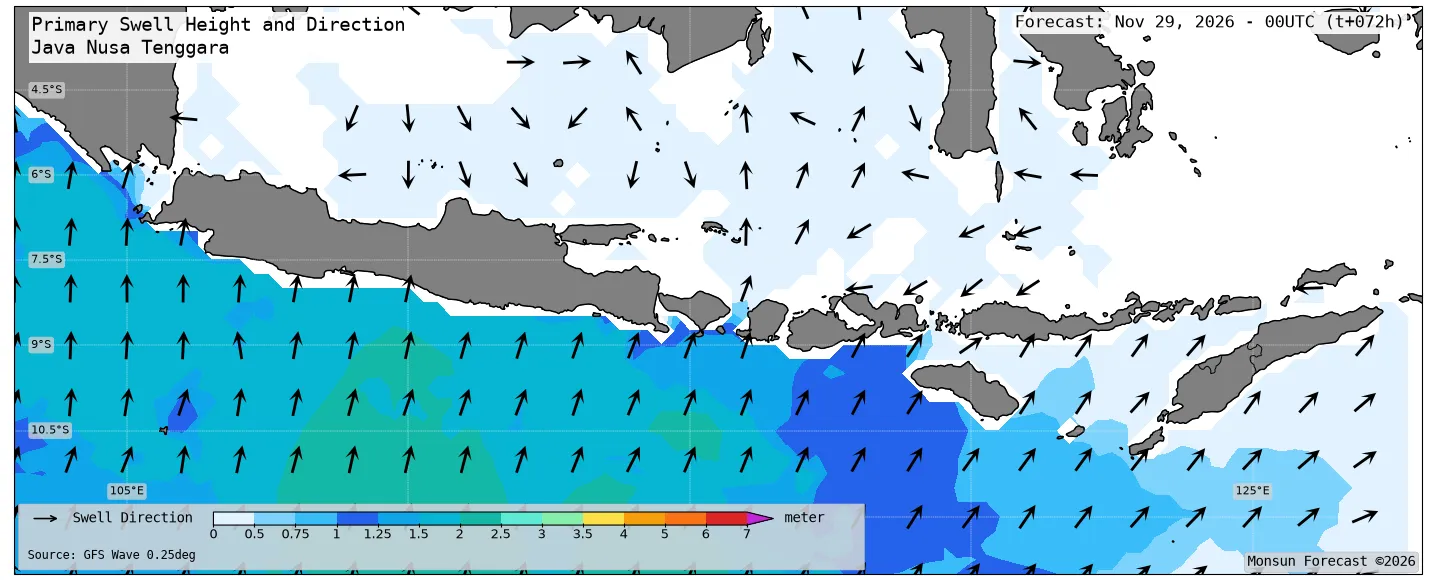 Primary Swell Height and Direction
Java Nusa Tenggara
Forecast: Nov 29, 2026 - 00UTC (t+072h)
4.5°S
6°S
7.5°S
9°S
10.5°S
105°E
125°E
Swell Direction
0 0.5 0.75 1 1.25 1.5 2 2.5 3 3.5 4 5 6 7
meter
Source: GFS Wave 0.25deg
Monsun Forecast ©2026